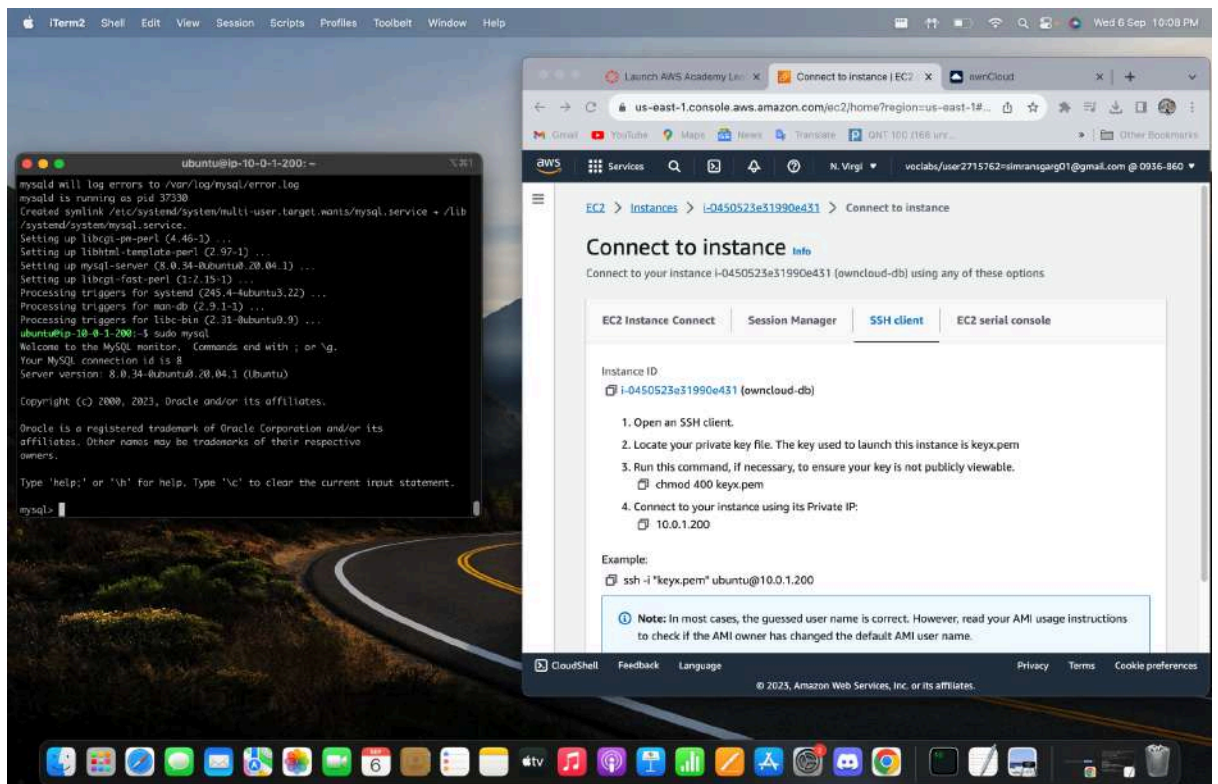 iTerm2 Shell Edit View Session Scripts Profiles Toolbelt Window Help
Wed 6 Sep 10:08 PM
ubuntu@ip-10-0-1-200: ~
mysqld will log errors to /var/log/mysql/error.log
mysqld is running as pid 37330
Created symlink /etc/systemd/system/multi-user.target.wants/mysql.service → /lib
/systemd/system/mysql.service.
Setting up libcgi-pm-perl (4.46-1) ...
Setting up libhtml-template-perl (2.97-1) ...
Setting up mysql-server (8.0.34-0ubuntu0.20.04.1) ...
Setting up libcgi-fast-perl (1:2.15-1) ...
Processing triggers for systemd (245.4-4ubuntu3.22) ...
Processing triggers for man-db (2.9.1-1) ...
Processing triggers for libc-bin (2.31-0ubuntu9.9) ...
ubuntu@ip-10-0-1-200:~$ sudo mysql
Welcome to the MySQL monitor. Commands end with ; or \g.
Your MySQL connection id is 8
Server version: 8.0.34-0ubuntu0.20.04.1 (Ubuntu)
Copyright (c) 2000, 2023, Oracle and/or its affiliates.
Oracle is a registered trademark of Oracle Corporation and/or its
affiliates. Other names may be trademarks of their respective
owners.
Type 'help;' or '\h' for help. Type '\c' to clear the current input statement.
mysql>
Launch AWS Academy Le
Connect to instance | EC2
ownCloud
us-east-1.console.aws.amazon.com/ec2/home?region=us-east-1#...
Gmail YouTube Maps News Translate QNT 100 Other Bookmarks
aws Services N. Virgi voclabs/user2715762=simransgarg01@gmail.com @ 0936-860
EC2 > Instances > i-0450523e31990e431 > Connect to instance
Connect to instance Info
Connect to your instance i-0450523e31990e431 (owncloud-db) using any of these options
EC2 Instance Connect Session Manager SSH client EC2 serial console
Instance ID
i-0450523e31990e431 (owncloud-db)
1. Open an SSH client.
2. Locate your private key file. The key used to launch this instance is keyx.pem
3. Run this command, if necessary, to ensure your key is not publicly viewable.
chmod 400 keyx.pem
4. Connect to your instance using its Private IP:
10.0.1.200
Example:
ssh -i "keyx.pem" ubuntu@10.0.1.200
Note: In most cases, the guessed user name is correct. However, read your AMI usage instructions
to check if the AMI owner has changed the default AMI user name.
CloudShell Feedback Language Privacy Terms Cookie preferences
© 2023, Amazon Web Services, Inc. or its affiliates.
SEP
6
tv